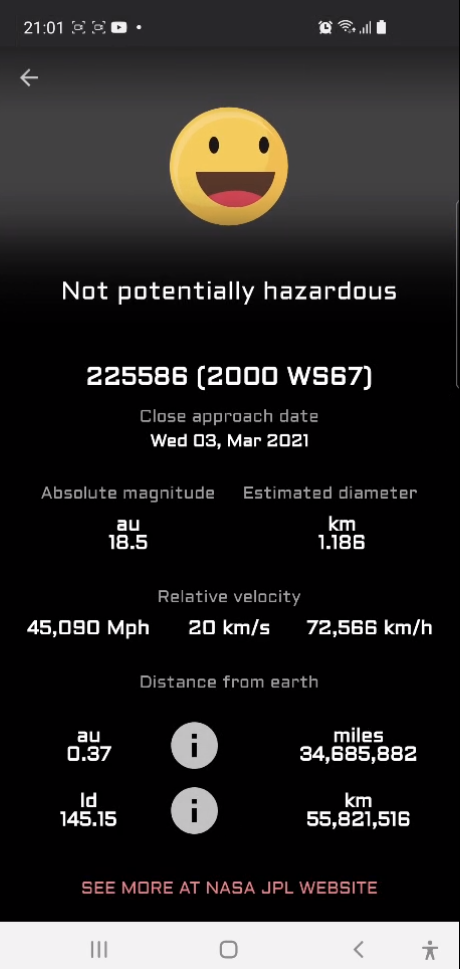 21:01
Not potentially hazardous
225586 (2000 WS67)
Close approach date
Wed 03, Mar 2021
Absolute magnitude Estimated diameter
au km
18.5 1.186
Relative velocity
45,090 Mph 20 km/s 72,566 km/h
Distance from earth
au i miles
0.37 34,685,882
ld i km
145.15 55,821,516
SEE MORE AT NASA JPL WEBSITE